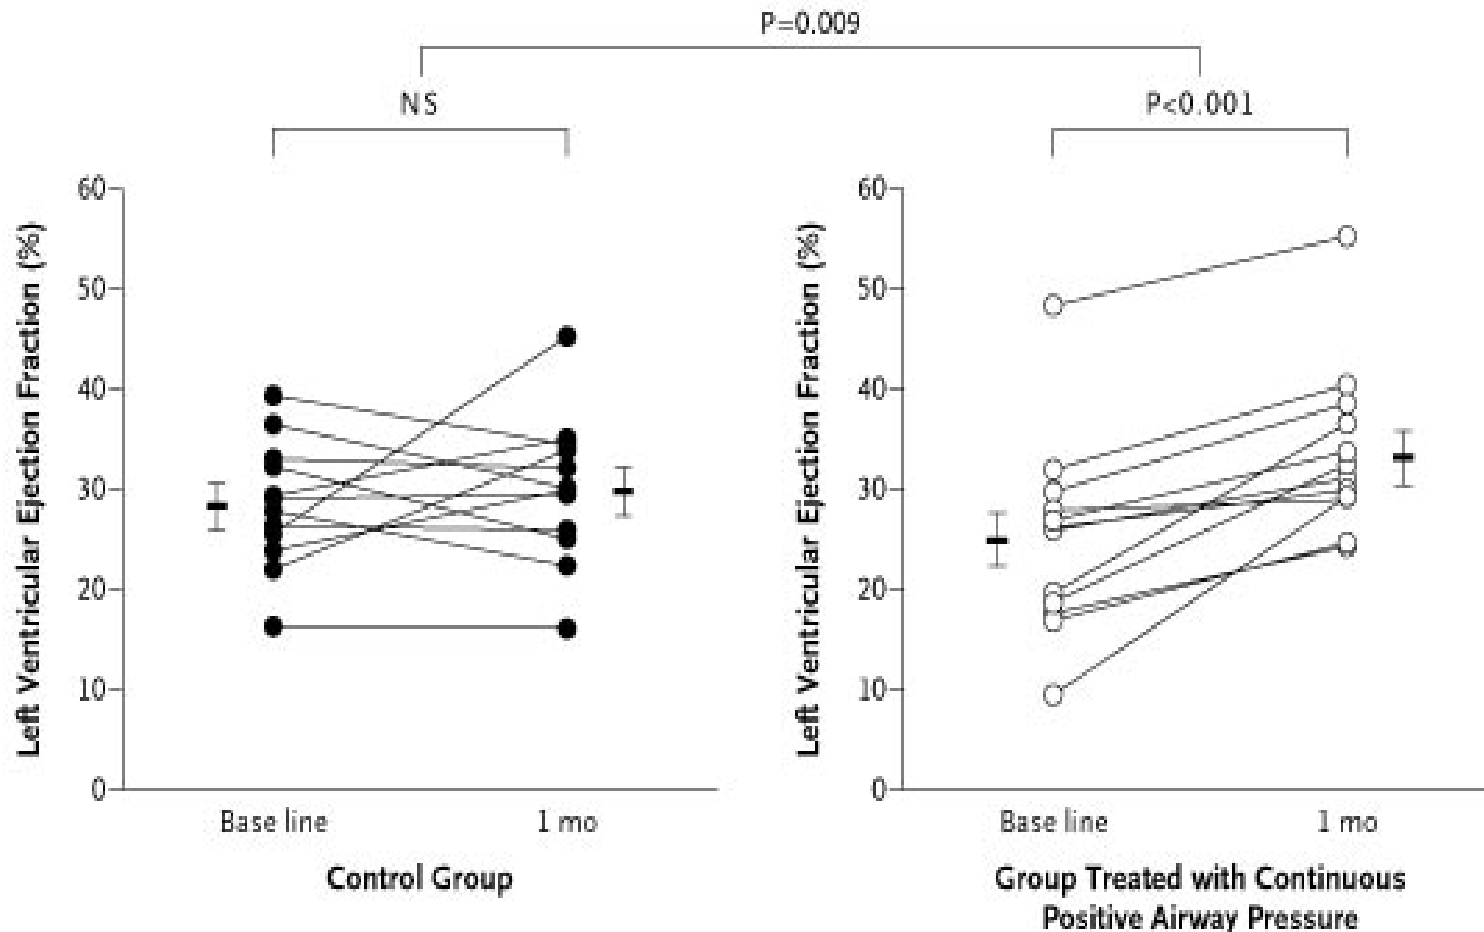 P=0.009
NS
P<0.001
Left Ventricular Ejection Fraction (%)
60
50
40
30
20
10
0
Base line
1 mo
Control Group
Left Ventricular Ejection Fraction (%)
60
50
40
30
20
10
0
Base line
1 mo
Group Treated with Continuous
Positive Airway Pressure